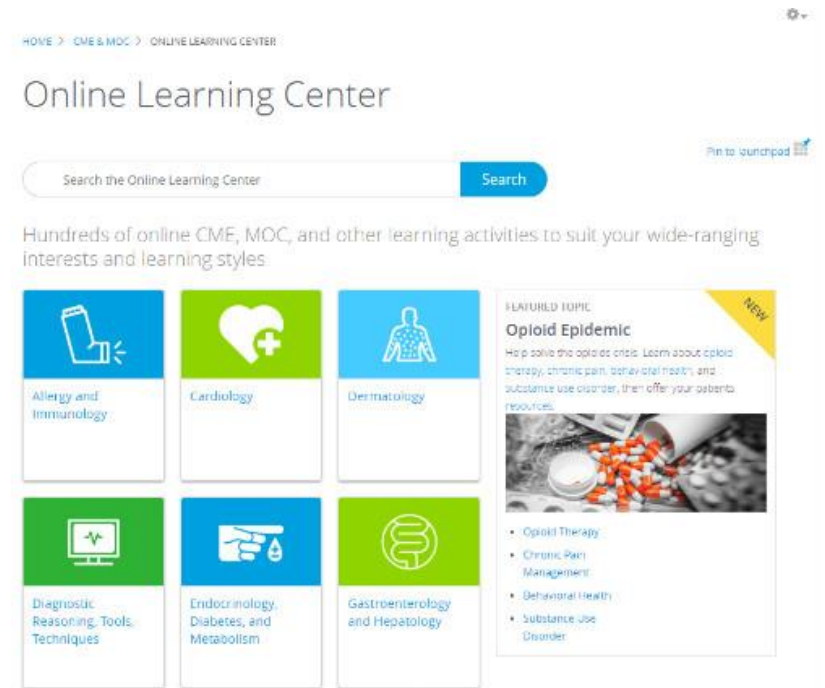 HOME > CME & MOC > ONLINE LEARNING CENTER
Online Learning Center
Pin to launchpad
Search the Online Learning Center
Search
Hundreds of online CME, MOC, and other learning activities to suit your wide-ranging
interests and learning styles
Allergy and
Immunology
Cardiology
Dermatology
Diagnostic
Reasoning, Tools,
Techniques
Endocrinology,
Diabetes, and
Metabolism
Gastroenterology
and Hepatology
FEATURED TOPIC
NEW
Opioid Epidemic
Help solve the opioids crisis. Learn about opioid
therapy, chronic pain, behavioral health, and
substance use disorder, then offer your patients
resources.
• Opioid Therapy
• Chronic Pain
Management
• Behavioral Health
• Substance Use
Disorder